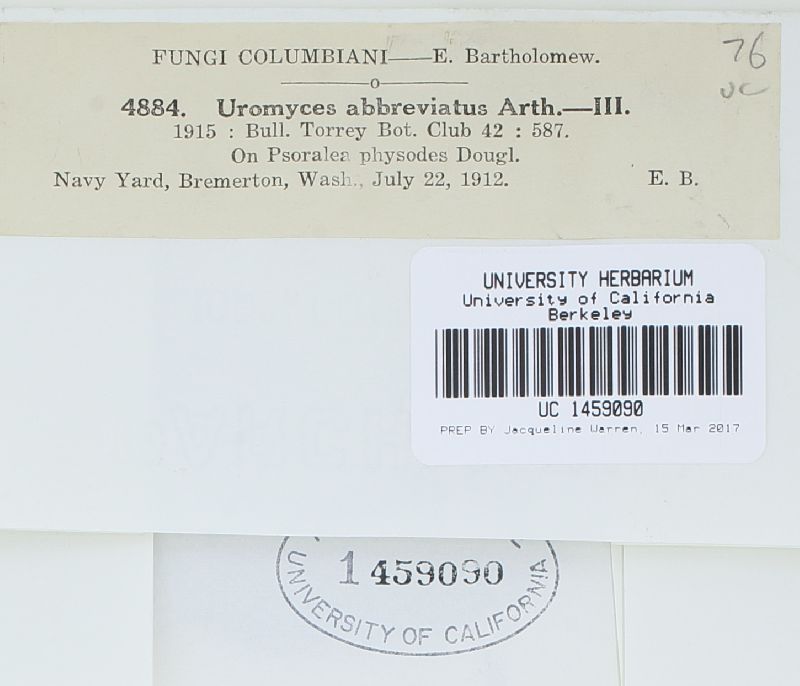 FUNGI COLUMBIANI——E. Bartholomew.
76
UC
4884. Uromyces abbreviatus Arth.—III.
1915 : Bull. Torrey Bot. Club 42 : 587.
On Psoralea physodes Dougl.
Navy Yard, Bremerton, Wash., July 22, 1912. E. B.
UNIVERSITY HERBARIUM
University of California
Berkeley
UC 1459090
PREP BY Jacqueline Warren, 15 Mar 2017
1459090
UNIVERSITY OF CALIFORNIA